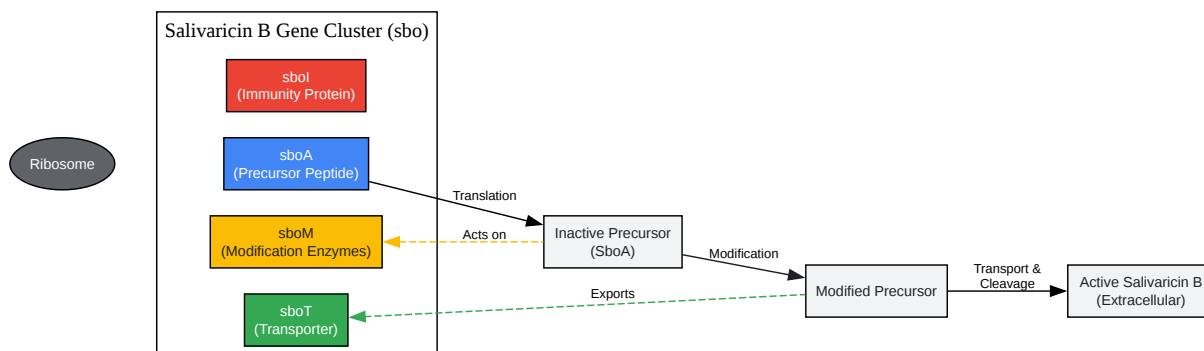 Salivaricin B Gene Cluster (sbo)
sboI
(Immunity Protein)
Ribosome
sboA
(Precursor Peptide)
Translation
sboM
(Modification Enzymes)
Acts on
Inactive Precursor
(SboA)
Modification
sboT
(Transporter)
Exports
Modified Precursor
Transport &
Cleavage
Active Salivaricin B
(Extracellular)